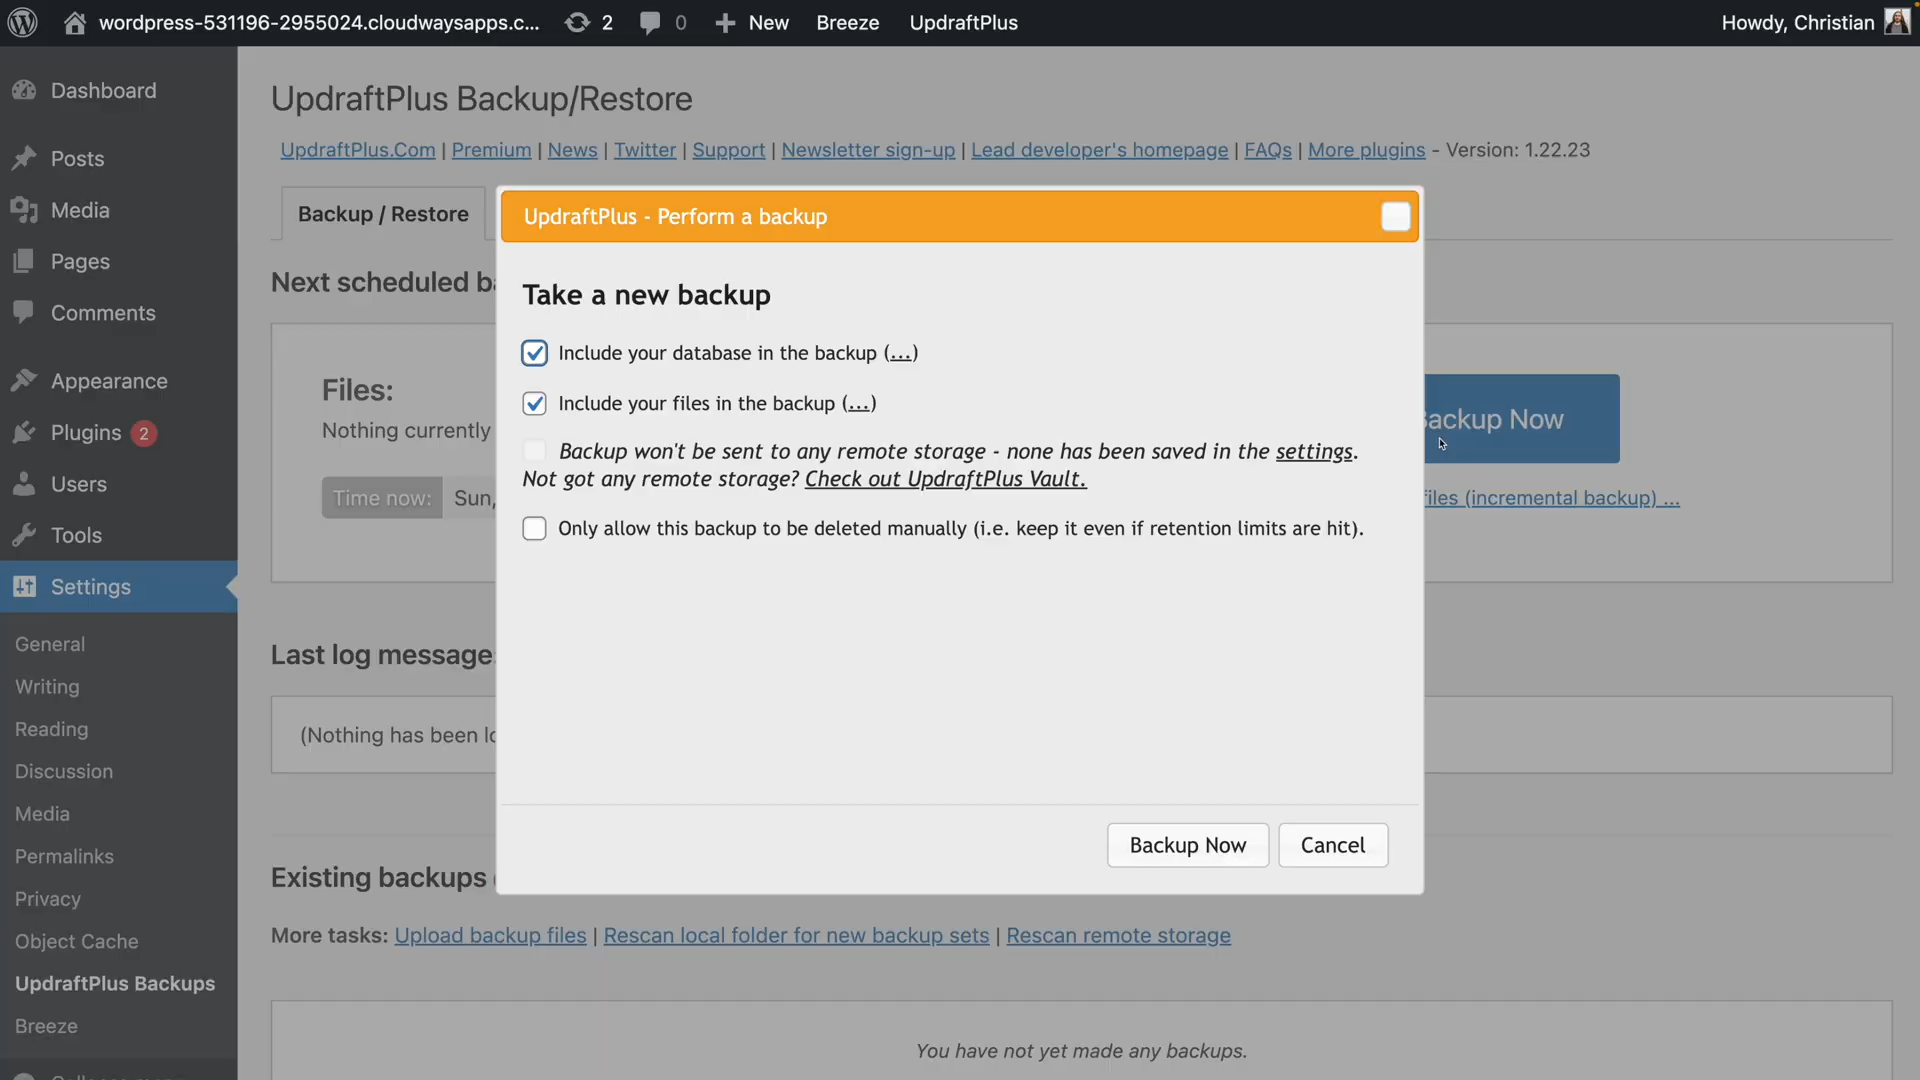 wordpress-531196-2955024.cloudwaysapps.c... 2 0 New Breeze UpdraftPlus Howdy, Christian
Dashboard
Posts
Media
Pages
Comments
Appearance
Plugins 2
Users
Tools
Settings
General
Writing
Reading
Discussion
Media
Permalinks
Privacy
Object Cache
UpdraftPlus Backups
Breeze
UpdraftPlus Backup/Restore
UpdraftPlus.Com | Premium | News | Twitter | Support | Newsletter sign-up | Lead developer's homepage | FAQs | More plugins - Version: 1.22.23
Backup / Restore
Next scheduled ba
Files:
Nothing currently
Time now: Sun,
Backup Now
files (incremental backup) ...
Last log message:
(Nothing has been lo
UpdraftPlus - Perform a backup
Take a new backup
Include your database in the backup (...)
Include your files in the backup (...)
Backup won't be sent to any remote storage - none has been saved in the settings.
Not got any remote storage? Check out UpdraftPlus Vault.
Only allow this backup to be deleted manually (i.e. keep it even if retention limits are hit).
Backup Now Cancel
Existing backups
More tasks: Upload backup files | Rescan local folder for new backup sets | Rescan remote storage
You have not yet made any backups.